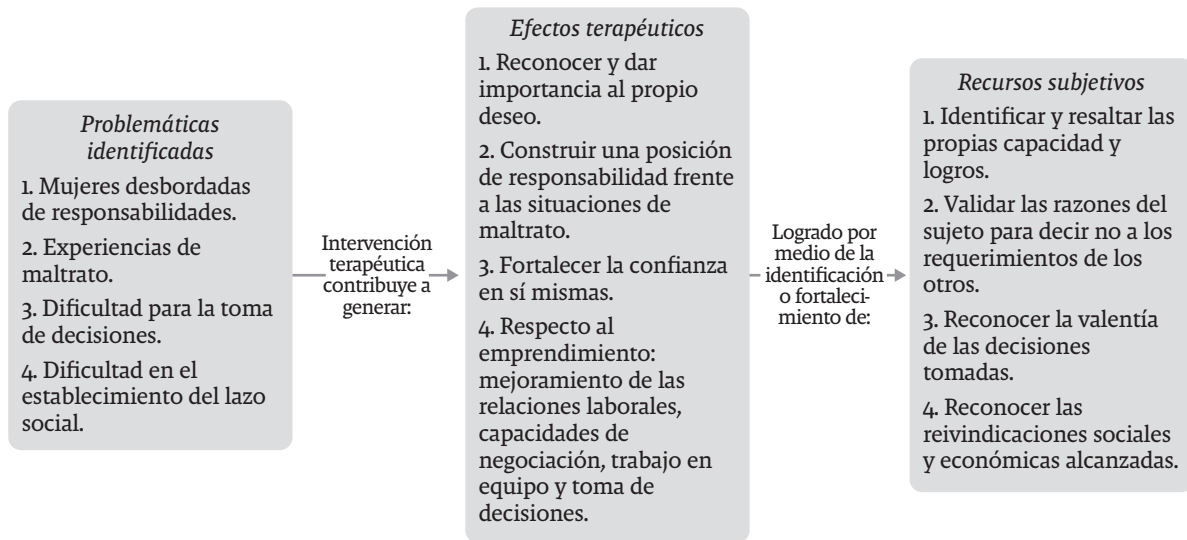 Problemáticas
identificadas
1. Mujeres desbordadas
de responsabilidades.
2. Experiencias de
maltrato.
3. Dificultad para la toma
de decisiones.
4. Dificultad en el
establecimiento del lazo
social.
Intervención
terapéutica
contribuye a
generar:
Efectos terapéuticos
1. Reconocer y dar
importancia al propio
deseo.
2. Construir una posición
de responsabilidad frente
a las situaciones de
maltrato.
3. Fortalecer la confianza
en sí mismas.
4. Respecto al
emprendimiento:
mejoramiento de las
relaciones laborales,
capacidades de
negociación, trabajo en
equipo y toma de
decisiones.
Logrado por
medio de la
identificación
o fortaleci-
miento de:
Recursos subjetivos
1. Identificar y resaltar las
propias capacidad y
logros.
2. Validar las razones del
sujeto para decir no a los
requerimientos de los
otros.
3. Reconocer la valentía
de las decisiones
tomadas.
4. Reconocer las
reivindicaciones sociales
y económicas alcanzadas.